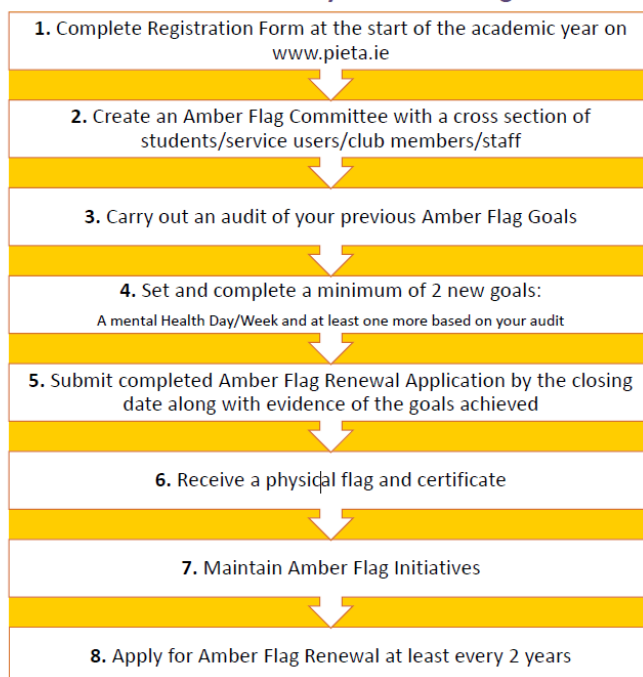 1. Complete Registration Form at the start of the academic year on
www.pieta.ie
2. Create an Amber Flag Committee with a cross section of
students/service users/club members/staff
3. Carry out an audit of your previous Amber Flag Goals
4. Set and complete a minimum of 2 new goals:
A mental Health Day/Week and at least one more based on your audit
5. Submit completed Amber Flag Renewal Application by the closing
date along with evidence of the goals achieved
6. Receive a physical flag and certificate
7. Maintain Amber Flag Initiatives
8. Apply for Amber Flag Renewal at least every 2 years